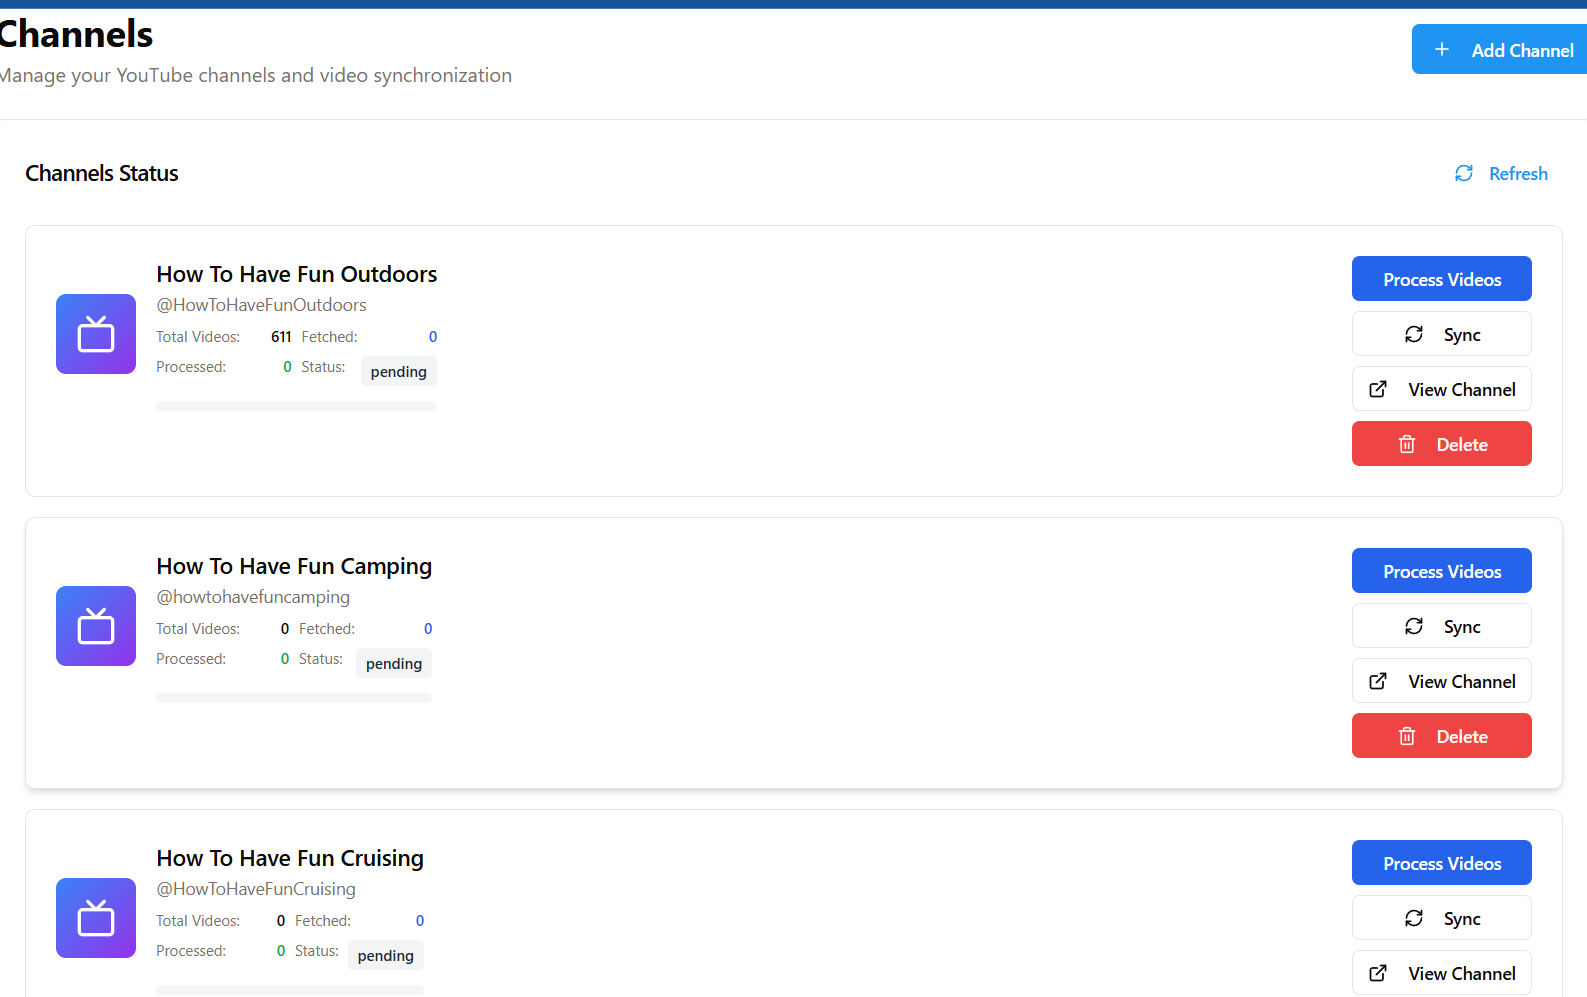 Channels
Manage your YouTube channels and video synchronization
Add Channel
Channels Status
Refresh
How To Have Fun Outdoors
@HowToHaveFunOutdoors
Total Videos: 611 Fetched: 0
Processed: 0 Status: pending
Process Videos
Sync
View Channel
Delete
How To Have Fun Camping
@howtohavefuncamping
Total Videos: 0 Fetched: 0
Processed: 0 Status: pending
Process Videos
Sync
View Channel
Delete
How To Have Fun Cruising
@HowToHaveFunCruising
Total Videos: 0 Fetched: 0
Processed: 0 Status: pending
Process Videos
Sync
View Channel